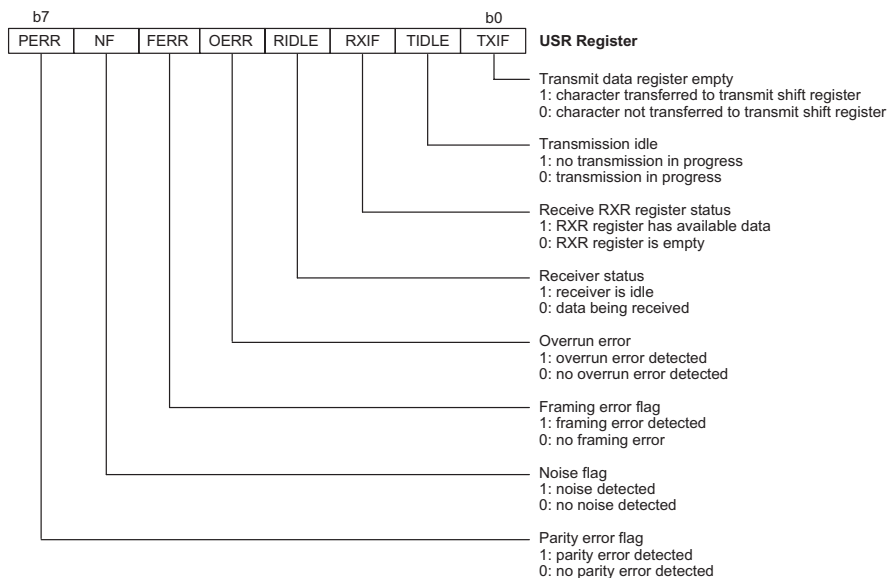 b7 b0
PERR NF FERR OERR RIDLE RXIF TIDLE TXIF USR Register
Transmit data register empty
1: character transferred to transmit shift register
0: character not transferred to transmit shift register
Transmission idle
1: no transmission in progress
0: transmission in progress
Receive RXR register status
1: RXR register has available data
0: RXR register is empty
Receiver status
1: receiver is idle
0: data being received
Overrun error
1: overrun error detected
0: no overrun error detected
Framing error flag
1: framing error detected
0: no framing error
Noise flag
1: noise detected
0: no noise detected
Parity error flag
1: parity error detected
0: no parity error detected